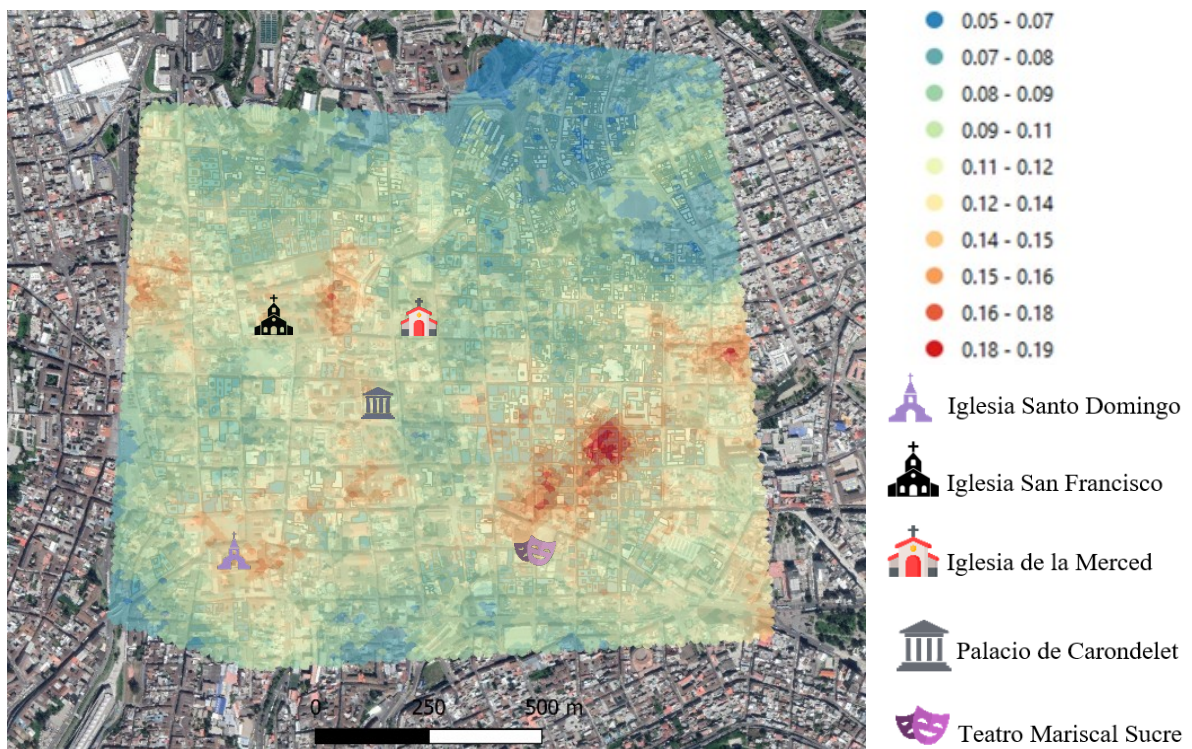 0.05 - 0.07
0.07 - 0.08
0.08 - 0.09
0.09 - 0.11
0.11 - 0.12
0.12 - 0.14
0.14 - 0.15
0.15 - 0.16
0.16 - 0.18
0.18 - 0.19
Iglesia Santo Domingo
Iglesia San Francisco
Iglesia de la Merced
Palacio de Carondelet
Teatro Mariscal Sucre
0 250 500 m